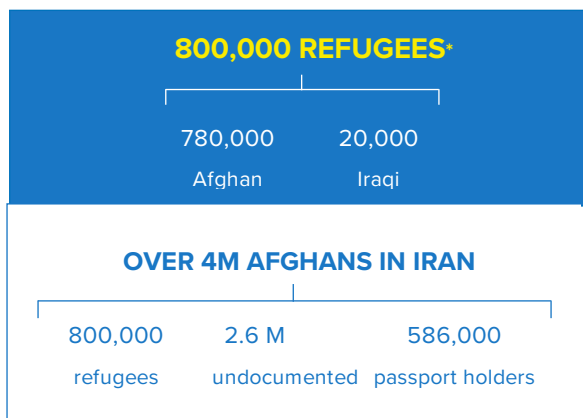 800,000 REFUGEES*
780,000 20,000
Afghan Iraqi
OVER 4M AFGHANS IN IRAN
800,000 2.6 M 586,000
refugees undocumented passport holders